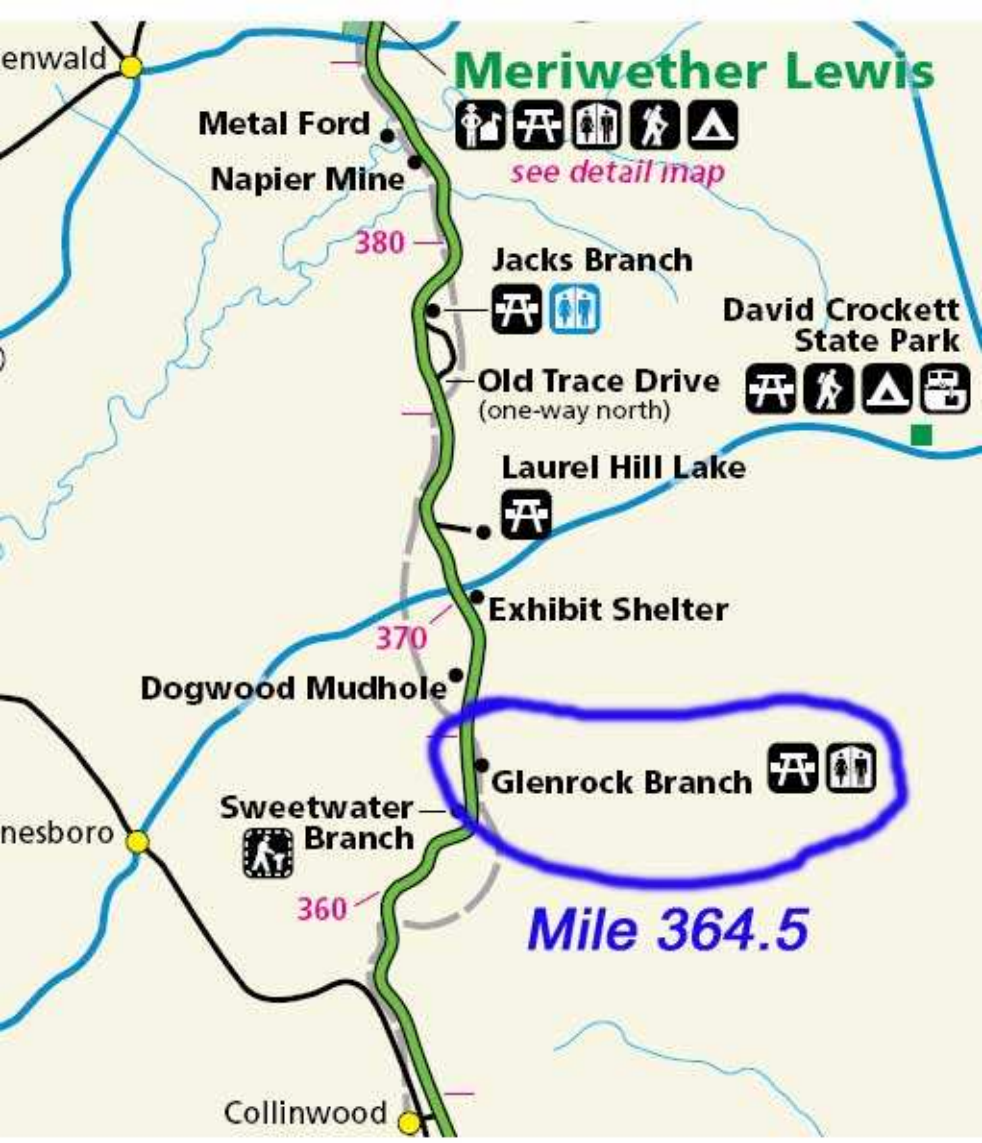 enwald
Meriwether Lewis
Metal Ford
see detail map
Napier Mine
380
Jacks Branch
David Crockett
State Park
Old Trace Drive
(one-way north)
Laurel Hill Lake
Exhibit Shelter
370
Dogwood Mudhole
Glenrock Branch
Sweetwater
Branch
nesboro
360
Mile 364.5
Collinwood